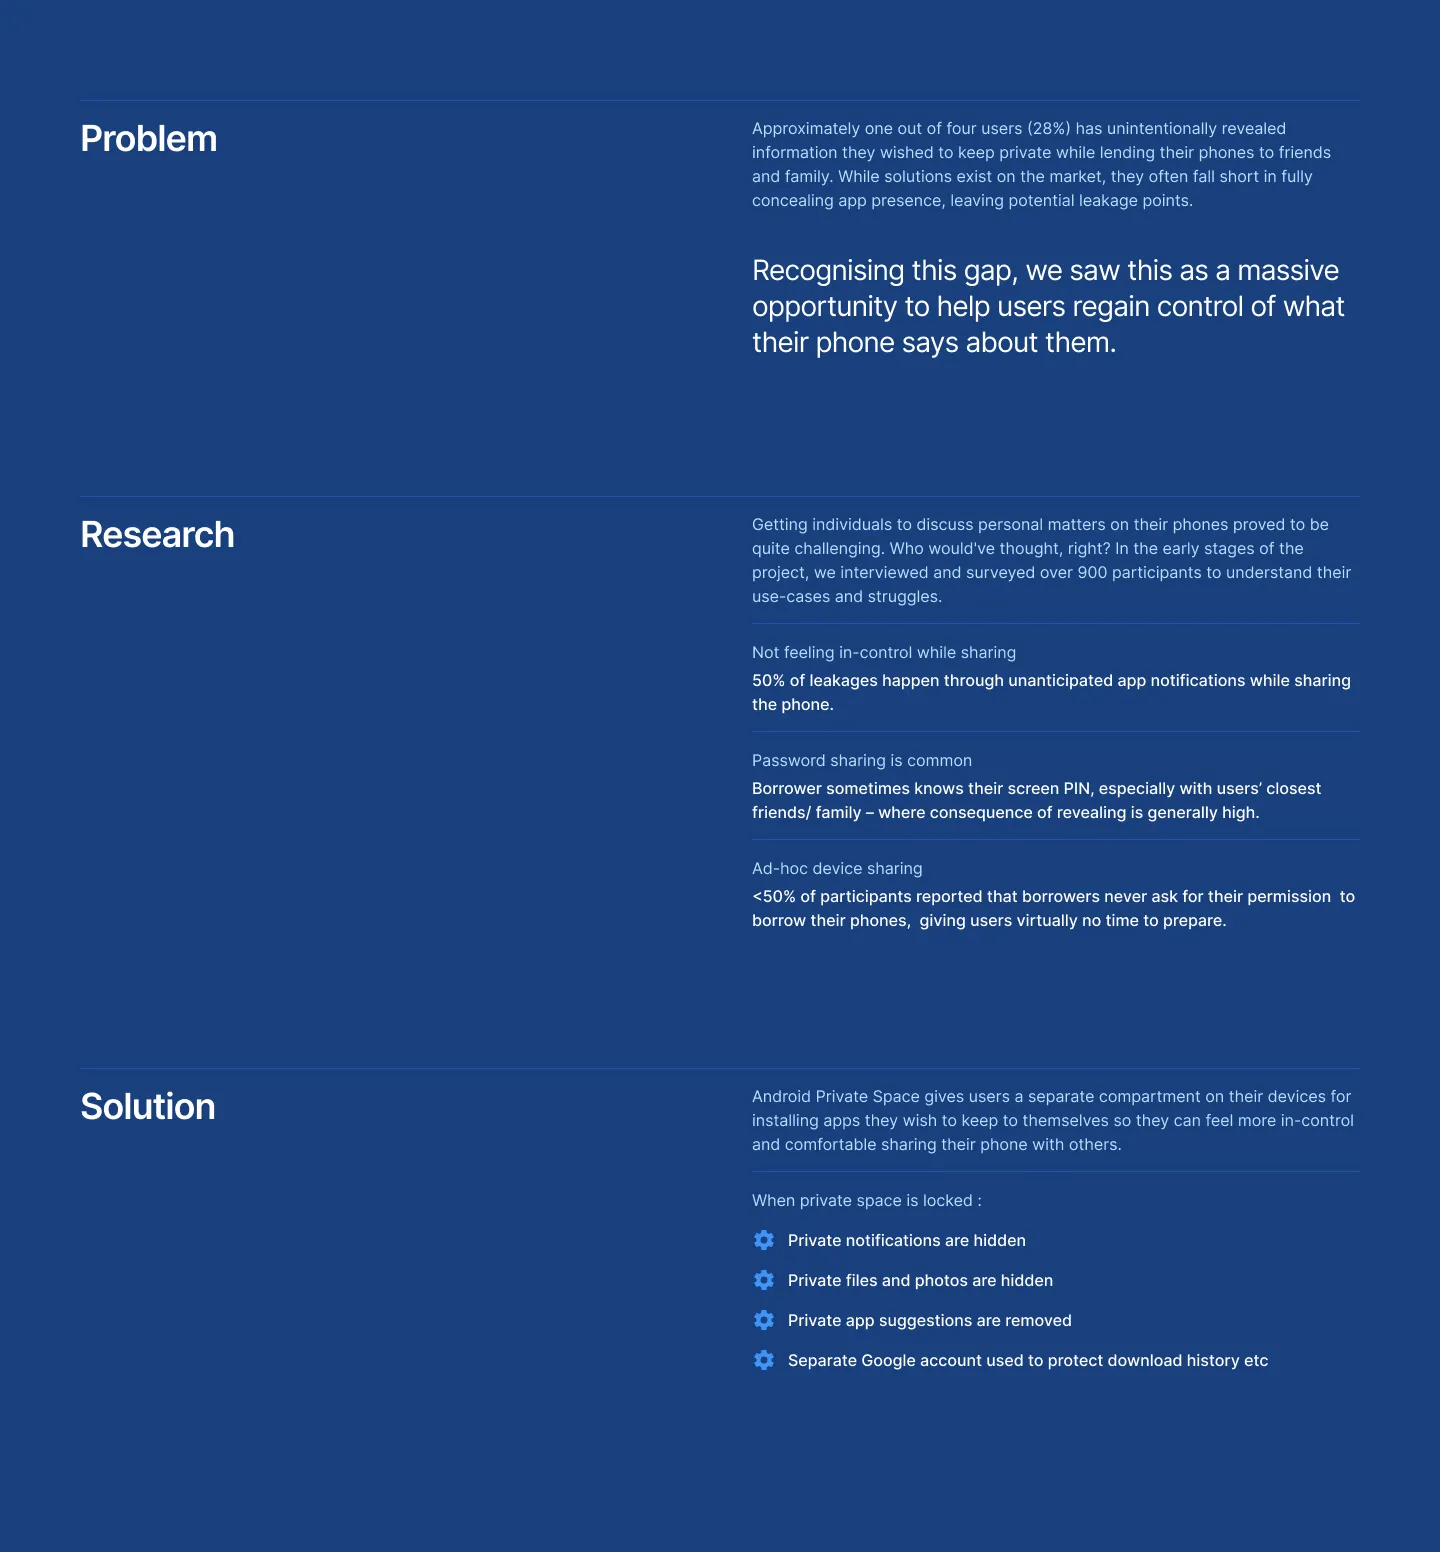 Problem
Approximately one out of four users (28%) has unintentionally revealed
information they wished to keep private while lending their phones to friends
and family. While solutions exist on the market, they often fall short in fully
concealing app presence, leaving potential leakage points.
Recognising this gap, we saw this as a massive
opportunity to help users regain control of what
their phone says about them.
Research
Getting individuals to discuss personal matters on their phones proved to be
quite challenging. Who would've thought, right? In the early stages of the
project, we interviewed and surveyed over 900 participants to understand their
use-cases and struggles.
Not feeling in-control while sharing
50% of leakages happen through unanticipated app notifications while sharing
the phone.
Password sharing is common
Borrower sometimes knows their screen PIN, especially with users’ closest
friends/ family – where consequence of revealing is generally high.
Ad-hoc device sharing
<50% of participants reported that borrowers never ask for their permission  to
borrow their phones,  giving users virtually no time to prepare.
Solution
Android Private Space gives users a separate compartment on their devices for
installing apps they wish to keep to themselves so they can feel more in-control
and comfortable sharing their phone with others.
When private space is locked :
Private notifications are hidden
Private files and photos are hidden
Private app suggestions are removed
Separate Google account used to protect download history etc